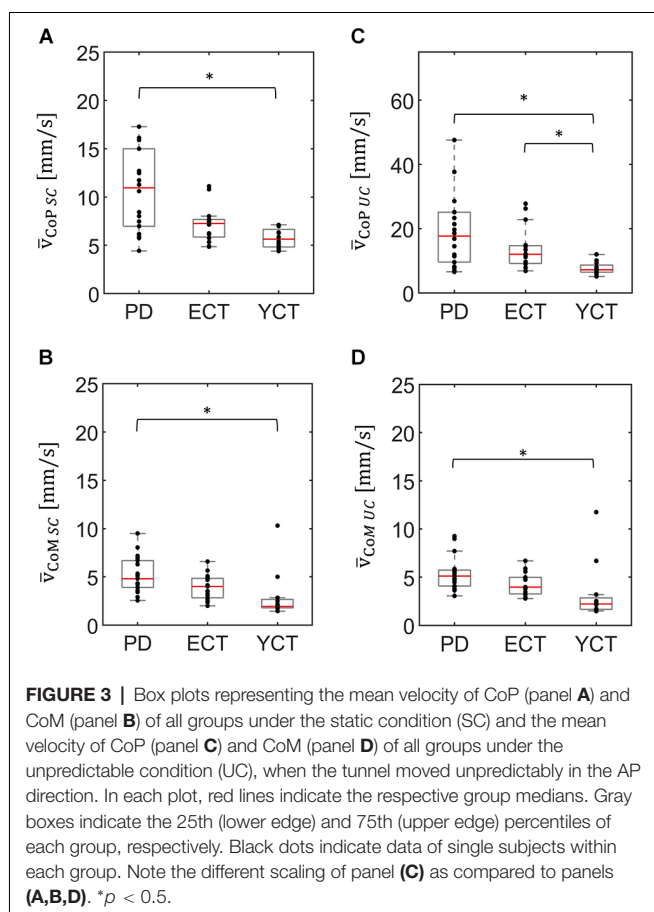 A
25
20
15
10
5
0
v̄CoP SC [mm/s]
*
PD ECT YCT
C
60
40
20
0
v̄CoP UC [mm/s]
*
*
PD ECT YCT
B
25
20
15
10
5
0
v̄CoM SC [mm/s]
*
PD ECT YCT
D
25
20
15
10
5
0
v̄CoM UC [mm/s]
*
PD ECT YCT
FIGURE 3 | Box plots representing the mean velocity of CoP (panel A) and
CoM (panel B) of all groups under the static condition (SC) and the mean
velocity of CoP (panel C) and CoM (panel D) of all groups under the
unpredictable condition (UC), when the tunnel moved unpredictably in the AP
direction. In each plot, red lines indicate the respective group medians. Gray
boxes indicate the 25th (lower edge) and 75th (upper edge) percentiles of
each group, respectively. Black dots indicate data of single subjects within
each group. Note the different scaling of panel (C) as compared to panels
(A,B,D). *p < 0.5.